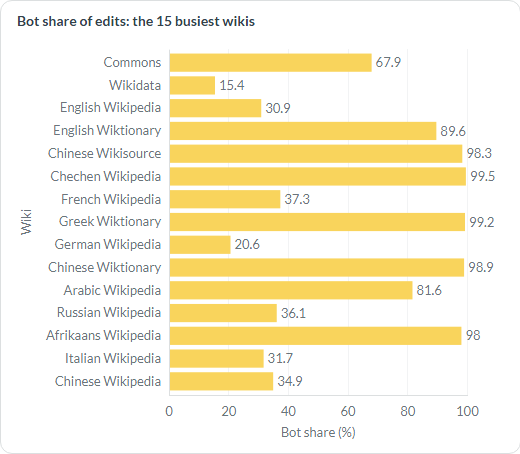 Bot share of edits: the 15 busiest wikis
Wiki
Commons 67.9
Wikidata 15.4
English Wikipedia 30.9
English Wiktionary 89.6
Chinese Wikisource 98.3
Chechen Wikipedia 99.5
French Wikipedia 37.3
Greek Wiktionary 99.2
German Wikipedia 20.6
Chinese Wiktionary 98.9
Arabic Wikipedia 81.6
Russian Wikipedia 36.1
Afrikaans Wikipedia 98
Italian Wikipedia 31.7
Chinese Wikipedia 34.9
0 20 40 60 80 100
Bot share (%)